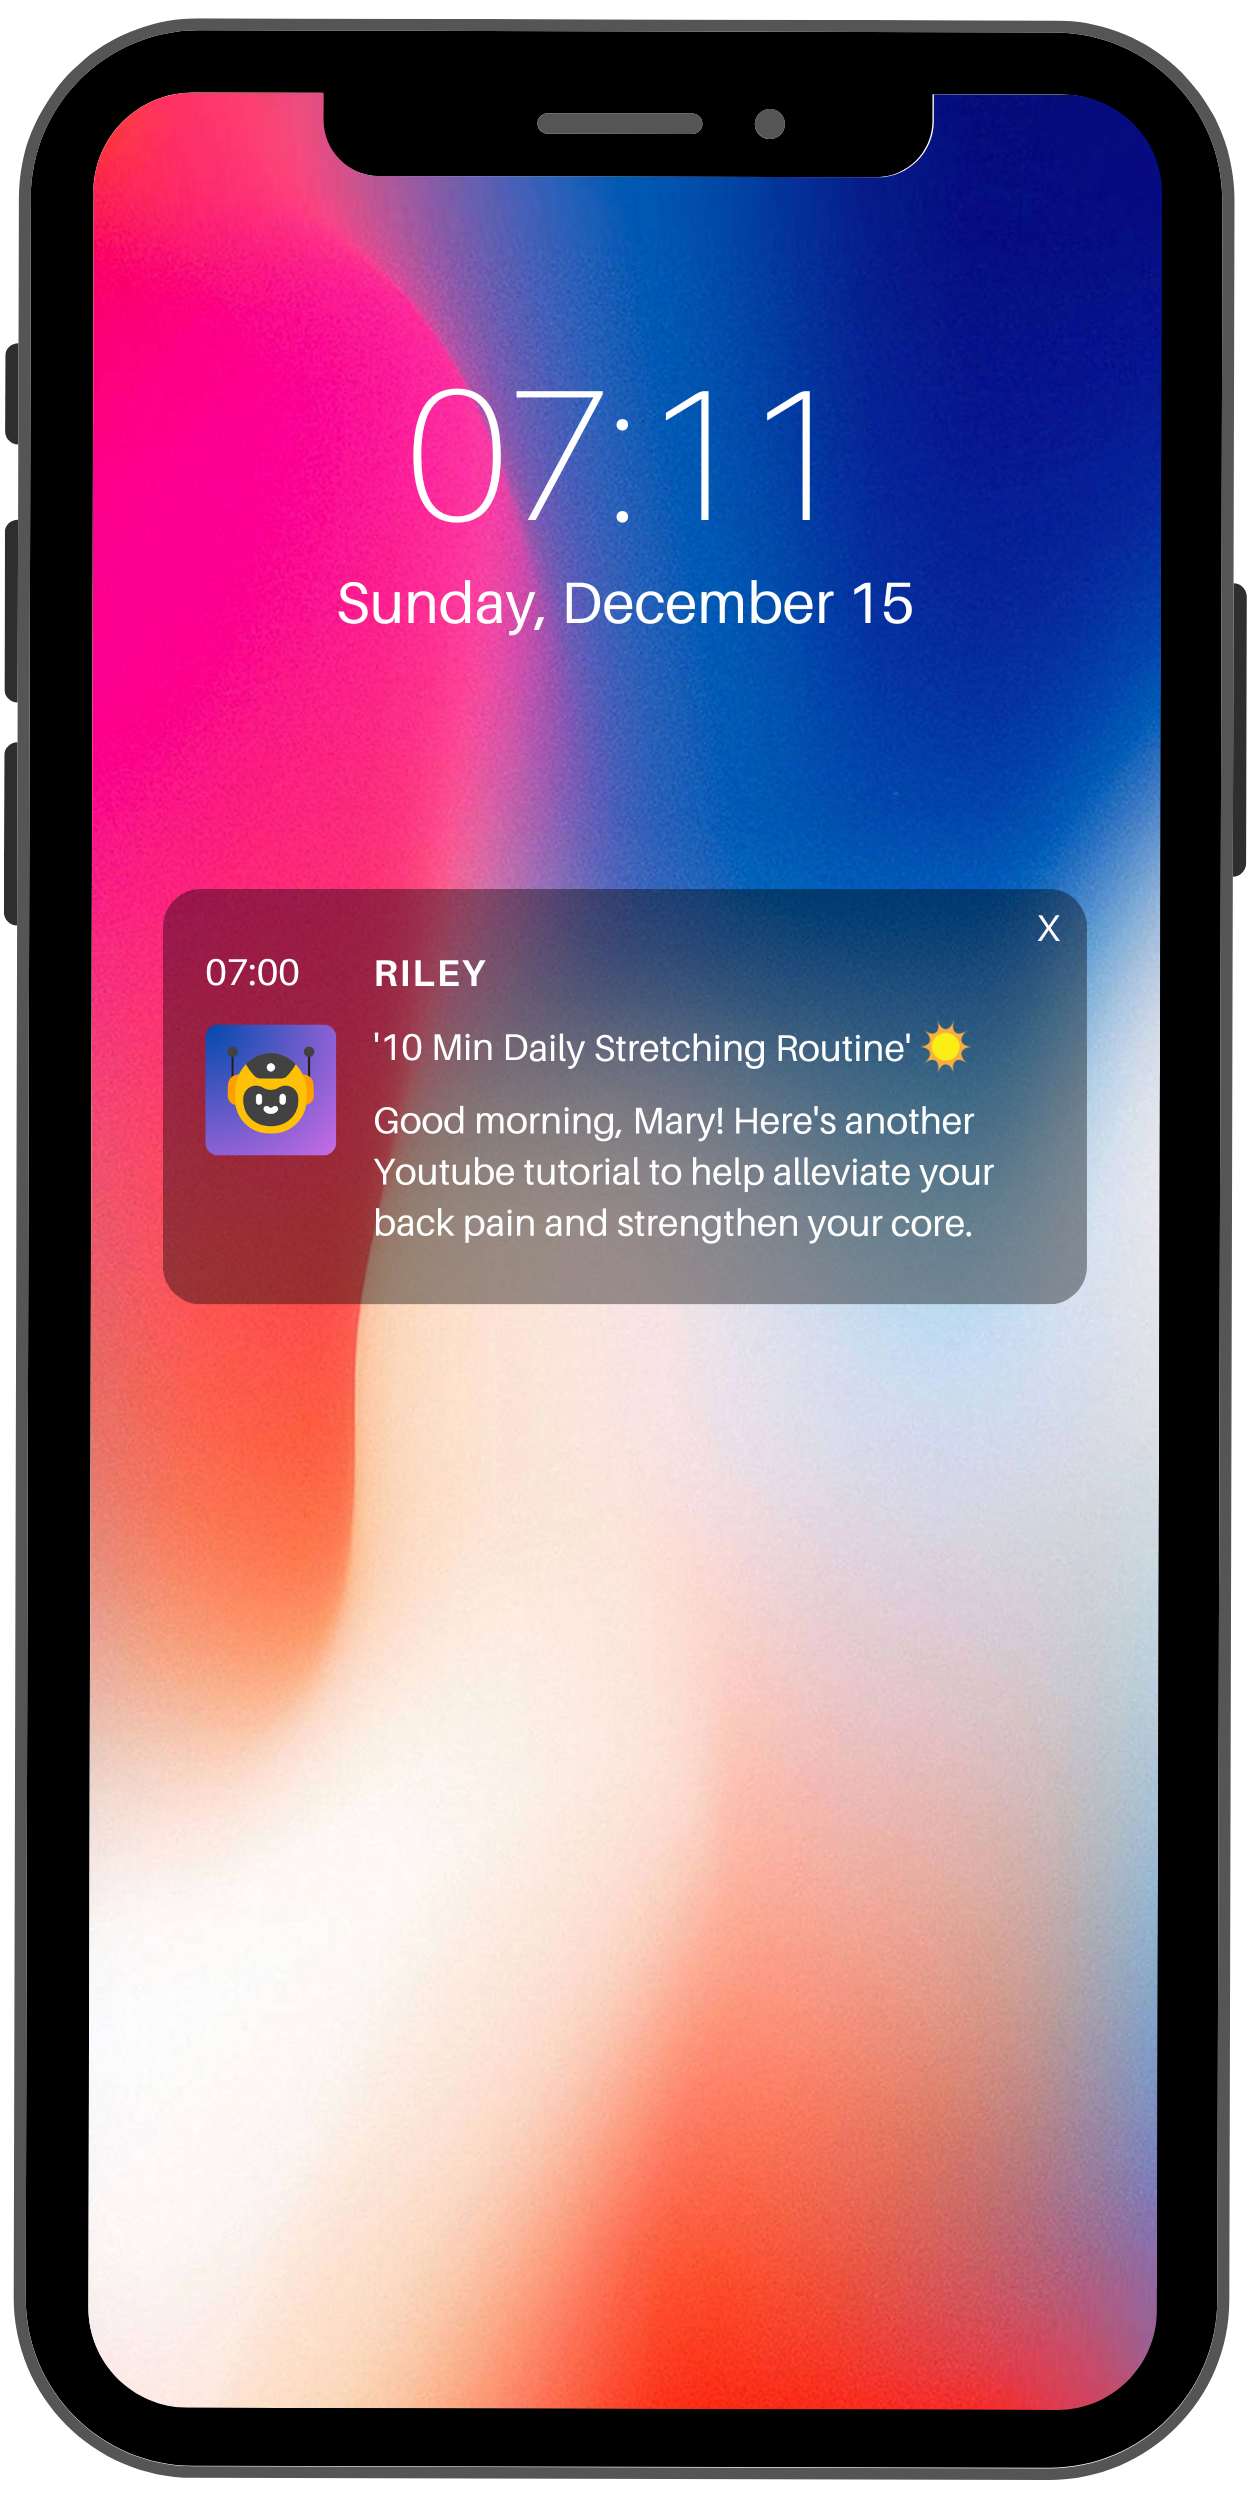 07:11
Sunday, December 15
X
07:00 RILEY
'10 Min Daily Stretching Routine'
Good morning, Mary! Here's another
Youtube tutorial to help alleviate your
back pain and strengthen your core.